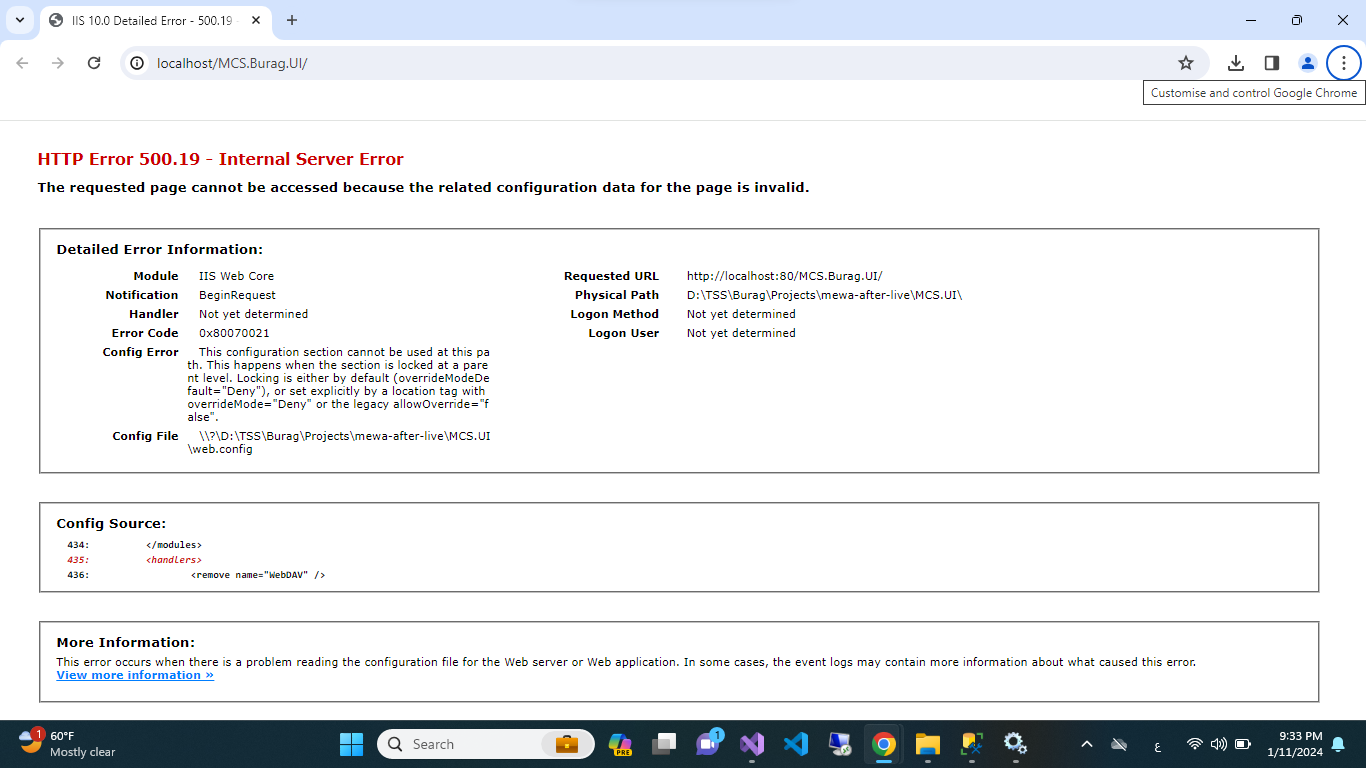 IIS 10.0 Detailed Error - 500.19 -
localhost/MCS.Burag.UI/
Customise and control Google Chrome
HTTP Error 500.19 - Internal Server Error
The requested page cannot be accessed because the related configuration data for the page is invalid.
Detailed Error Information:
Module IIS Web Core
Notification BeginRequest
Handler Not yet determined
Error Code 0x80070021
Config Error This configuration section cannot be used at this pa
th. This happens when the section is locked at a pare
nt level. Locking is either by default (overrideModeDe
fault="Deny"), or set explicitly by a location tag with
overrideMode="Deny" or the legacy allowOverride="f
alse".
Config File \\?\D:\TSS\Burag\Projects\mewa-after-live\MCS.UI
\web.config
Requested URL http://localhost:80/MCS.Burag.UI/
Physical Path D:\TSS\Burag\Projects\mewa-after-live\MCS.UI\
Logon Method Not yet determined
Logon User Not yet determined
Config Source:
434: </modules>
435: <handlers>
436: <remove name="WebDAV" />
More Information:
This error occurs when there is a problem reading the configuration file for the Web server or Web application. In some cases, the event logs may contain more information about what caused this error.
View more information »
1
60°F
Mostly clear
Search
PRE
1
ع
9:33 PM
1/11/2024